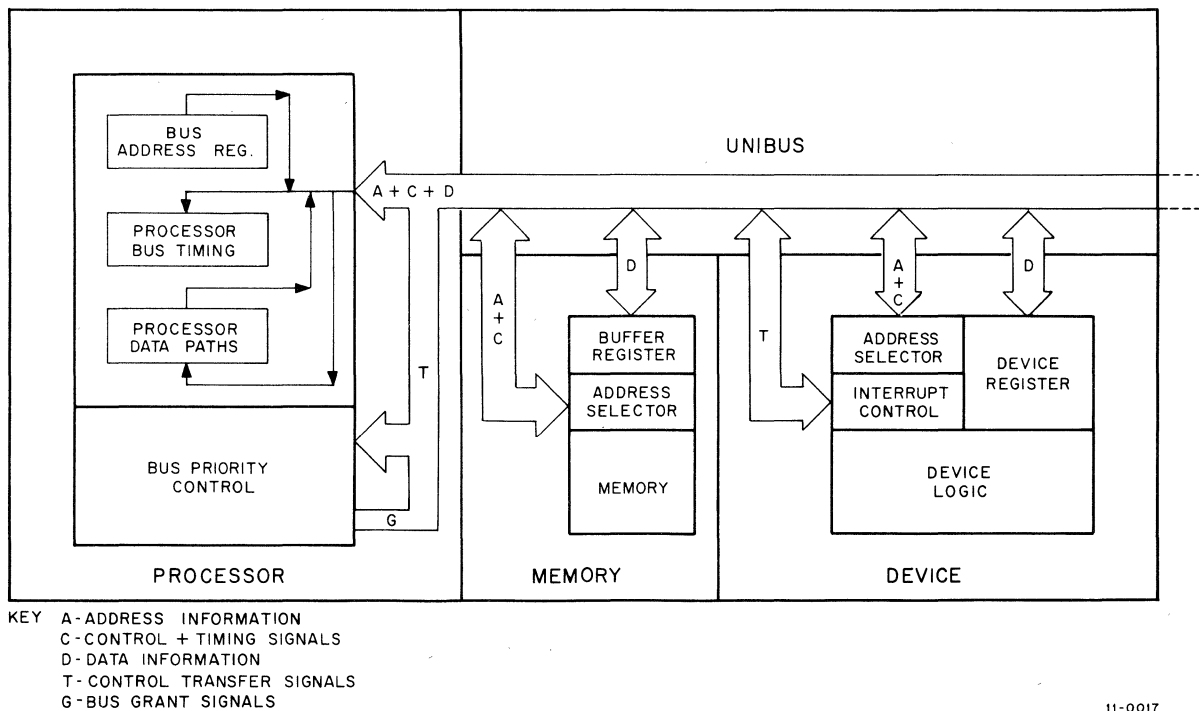 UNIBUS
BUS
ADDRESS REG.
A + C + D
PROCESSOR
BUS TIMING
PROCESSOR
DATA PATHS
T
BUS PRIORITY
CONTROL
G
PROCESSOR
A
+
C
D
BUFFER
REGISTER
ADDRESS
SELECTOR
MEMORY
MEMORY
T
A
+
C
D
ADDRESS
SELECTOR
INTERRUPT
CONTROL
DEVICE
REGISTER
DEVICE
LOGIC
DEVICE
KEY A-ADDRESS INFORMATION
C-CONTROL + TIMING SIGNALS
D-DATA INFORMATION
T-CONTROL TRANSFER SIGNALS
G-BUS GRANT SIGNALS
11-0017